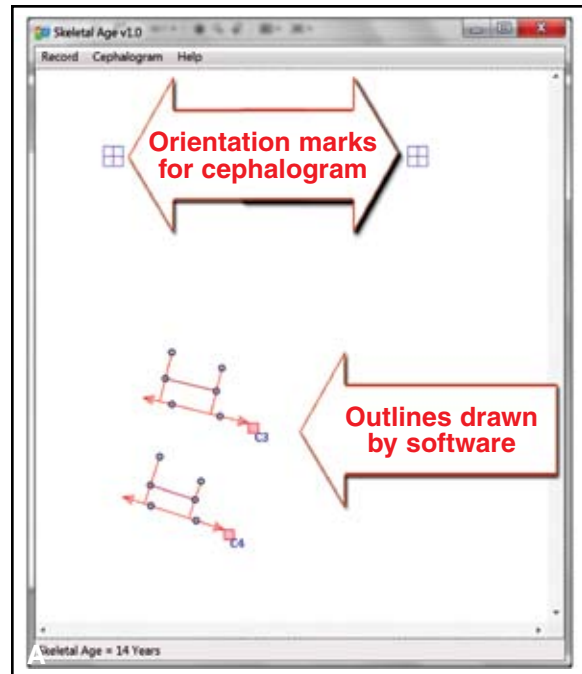 Skeletal Age v1.0
Record Cephalogram Help
Orientation marks
for cephalogram
C3
Outlines drawn
by software
C4
Skeletal Age = 14 Years
A